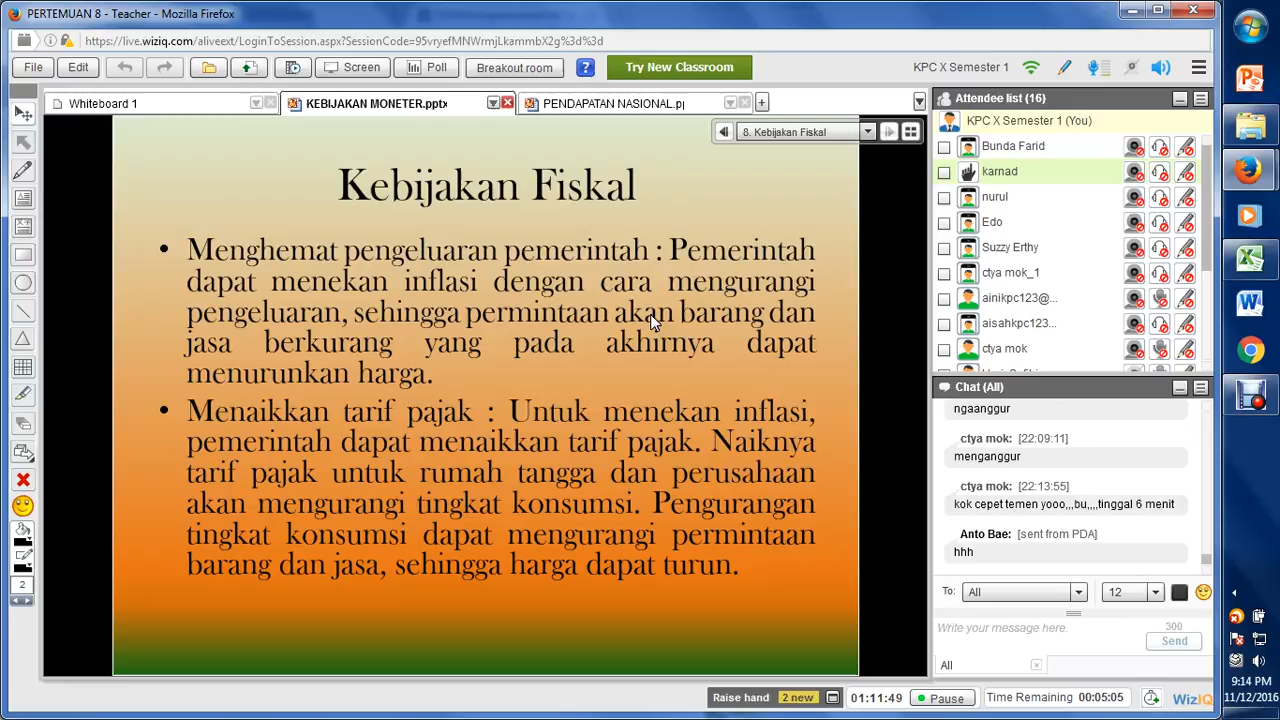 PERTEMUAN 8 - Teacher - Mozilla Firefox
https://live.wiziq.com/aliveext/LoginToSession.aspx?SessionCode=95vryefMNWrmjLkammbX2g%3d%3d
File Edit Screen Poll Breakout room ? Try New Classroom KPC X Semester 1
Whiteboard 1 KEBIJAKAN MONETER.pptx PENDAPATAN NASIONAL.p
8. Kebijakan Fiskal
Kebijakan Fiskal
• Menghemat pengeluaran pemerintah : Pemerintah
dapat menekan inflasi dengan cara mengurangi
pengeluaran, sehingga permintaan akan barang dan
jasa berkurang yang pada akhirnya dapat
menurunkan harga.
• Menaikkan tarif pajak : Untuk menekan inflasi,
pemerintah dapat menaikkan tarif pajak. Naiknya
tarif pajak untuk rumah tangga dan perusahaan
akan mengurangi tingkat konsumsi. Pengurangan
tingkat konsumsi dapat mengurangi permintaan
barang dan jasa, sehingga harga dapat turun.
2
Attendee list (16)
KPC X Semester 1 (You)
Bunda Farid
karnad
nurul
Edo
Suzzy Erthy
ctya mok_1
ainikpc123@...
aisahkpc123...
ctya mok
Chat (All)
ngaanggur
ctya mok: [22:09:11]
menganggur
ctya mok: [22:13:55]
kok cepet temen yooo,,,bu,,,,tinggal 6 menit
Anto Bae: [sent from PDA]
hhh
To: All 12
300
Write your message here.
Send
All
Raise hand 2 new 01:11:49 Pause Time Remaining 00:05:05 WizIQ
9:14 PM
11/12/2016